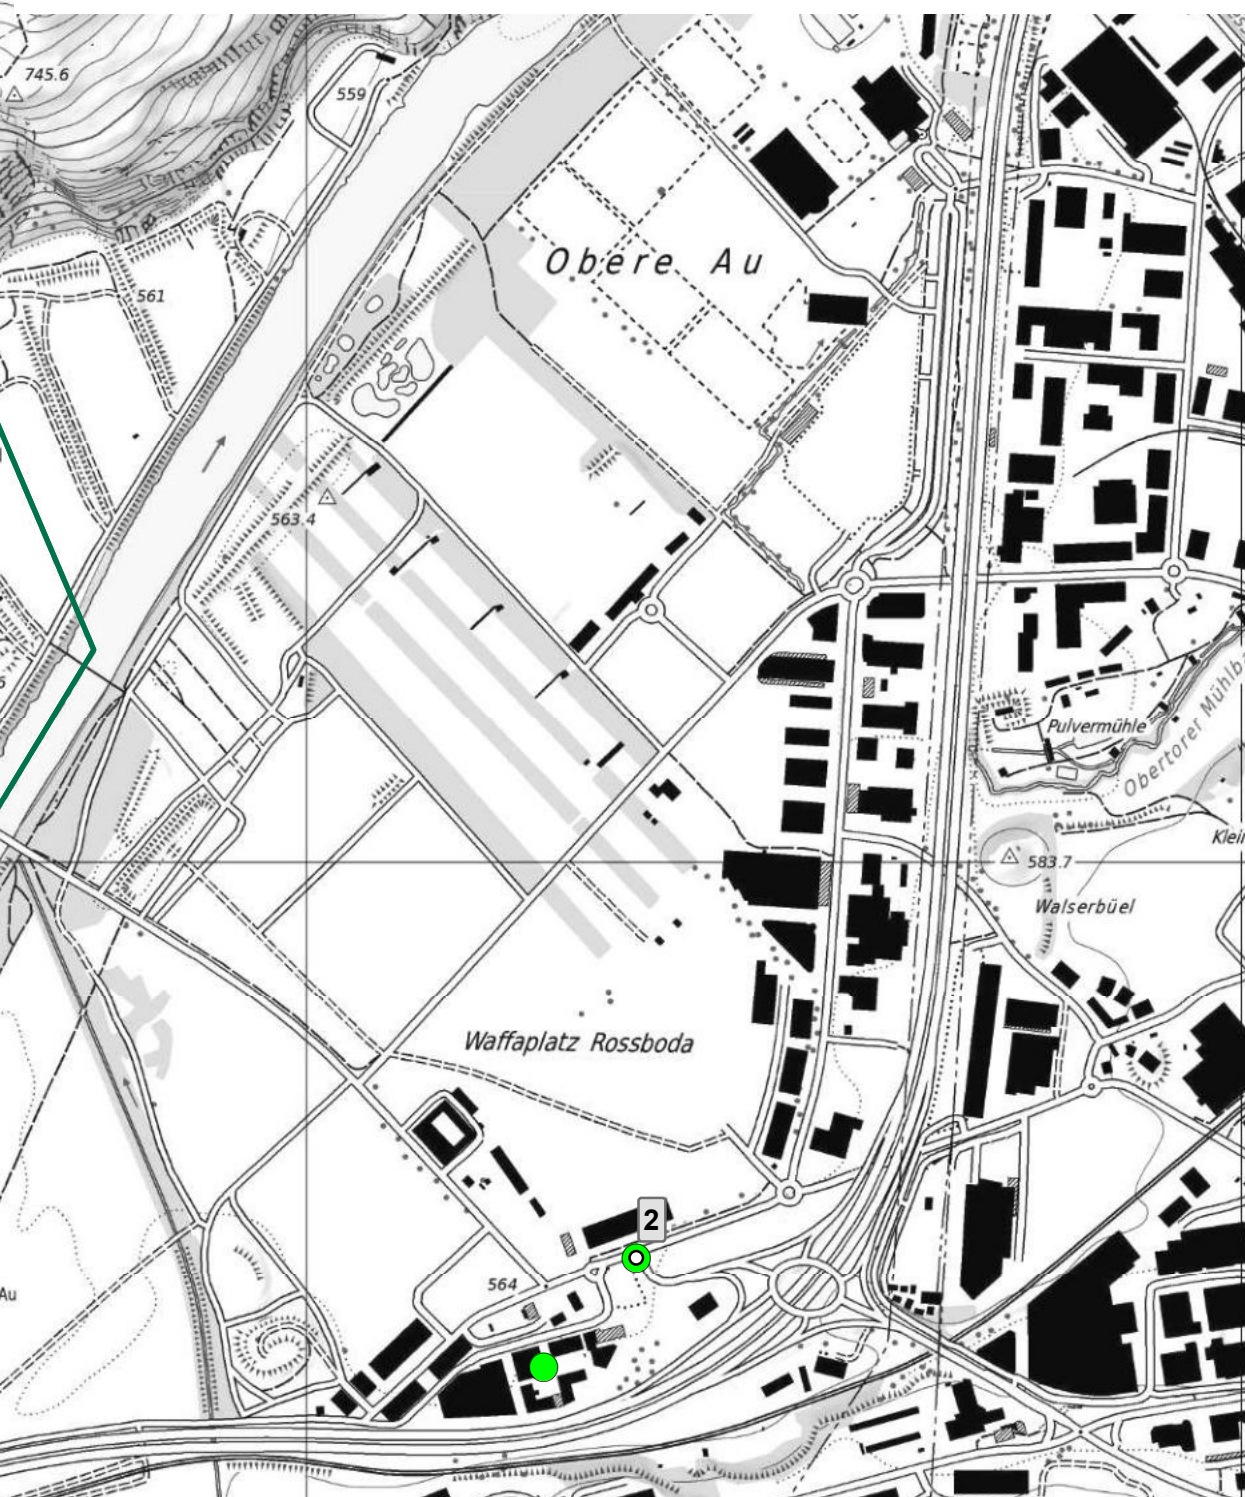 745.6
559
Obere Au
561
563.4
Pulvermühle
Obertorer Mühlb
Klein
583.7
Walserbüel
Waffaplatz Rossboda
2
564
Au